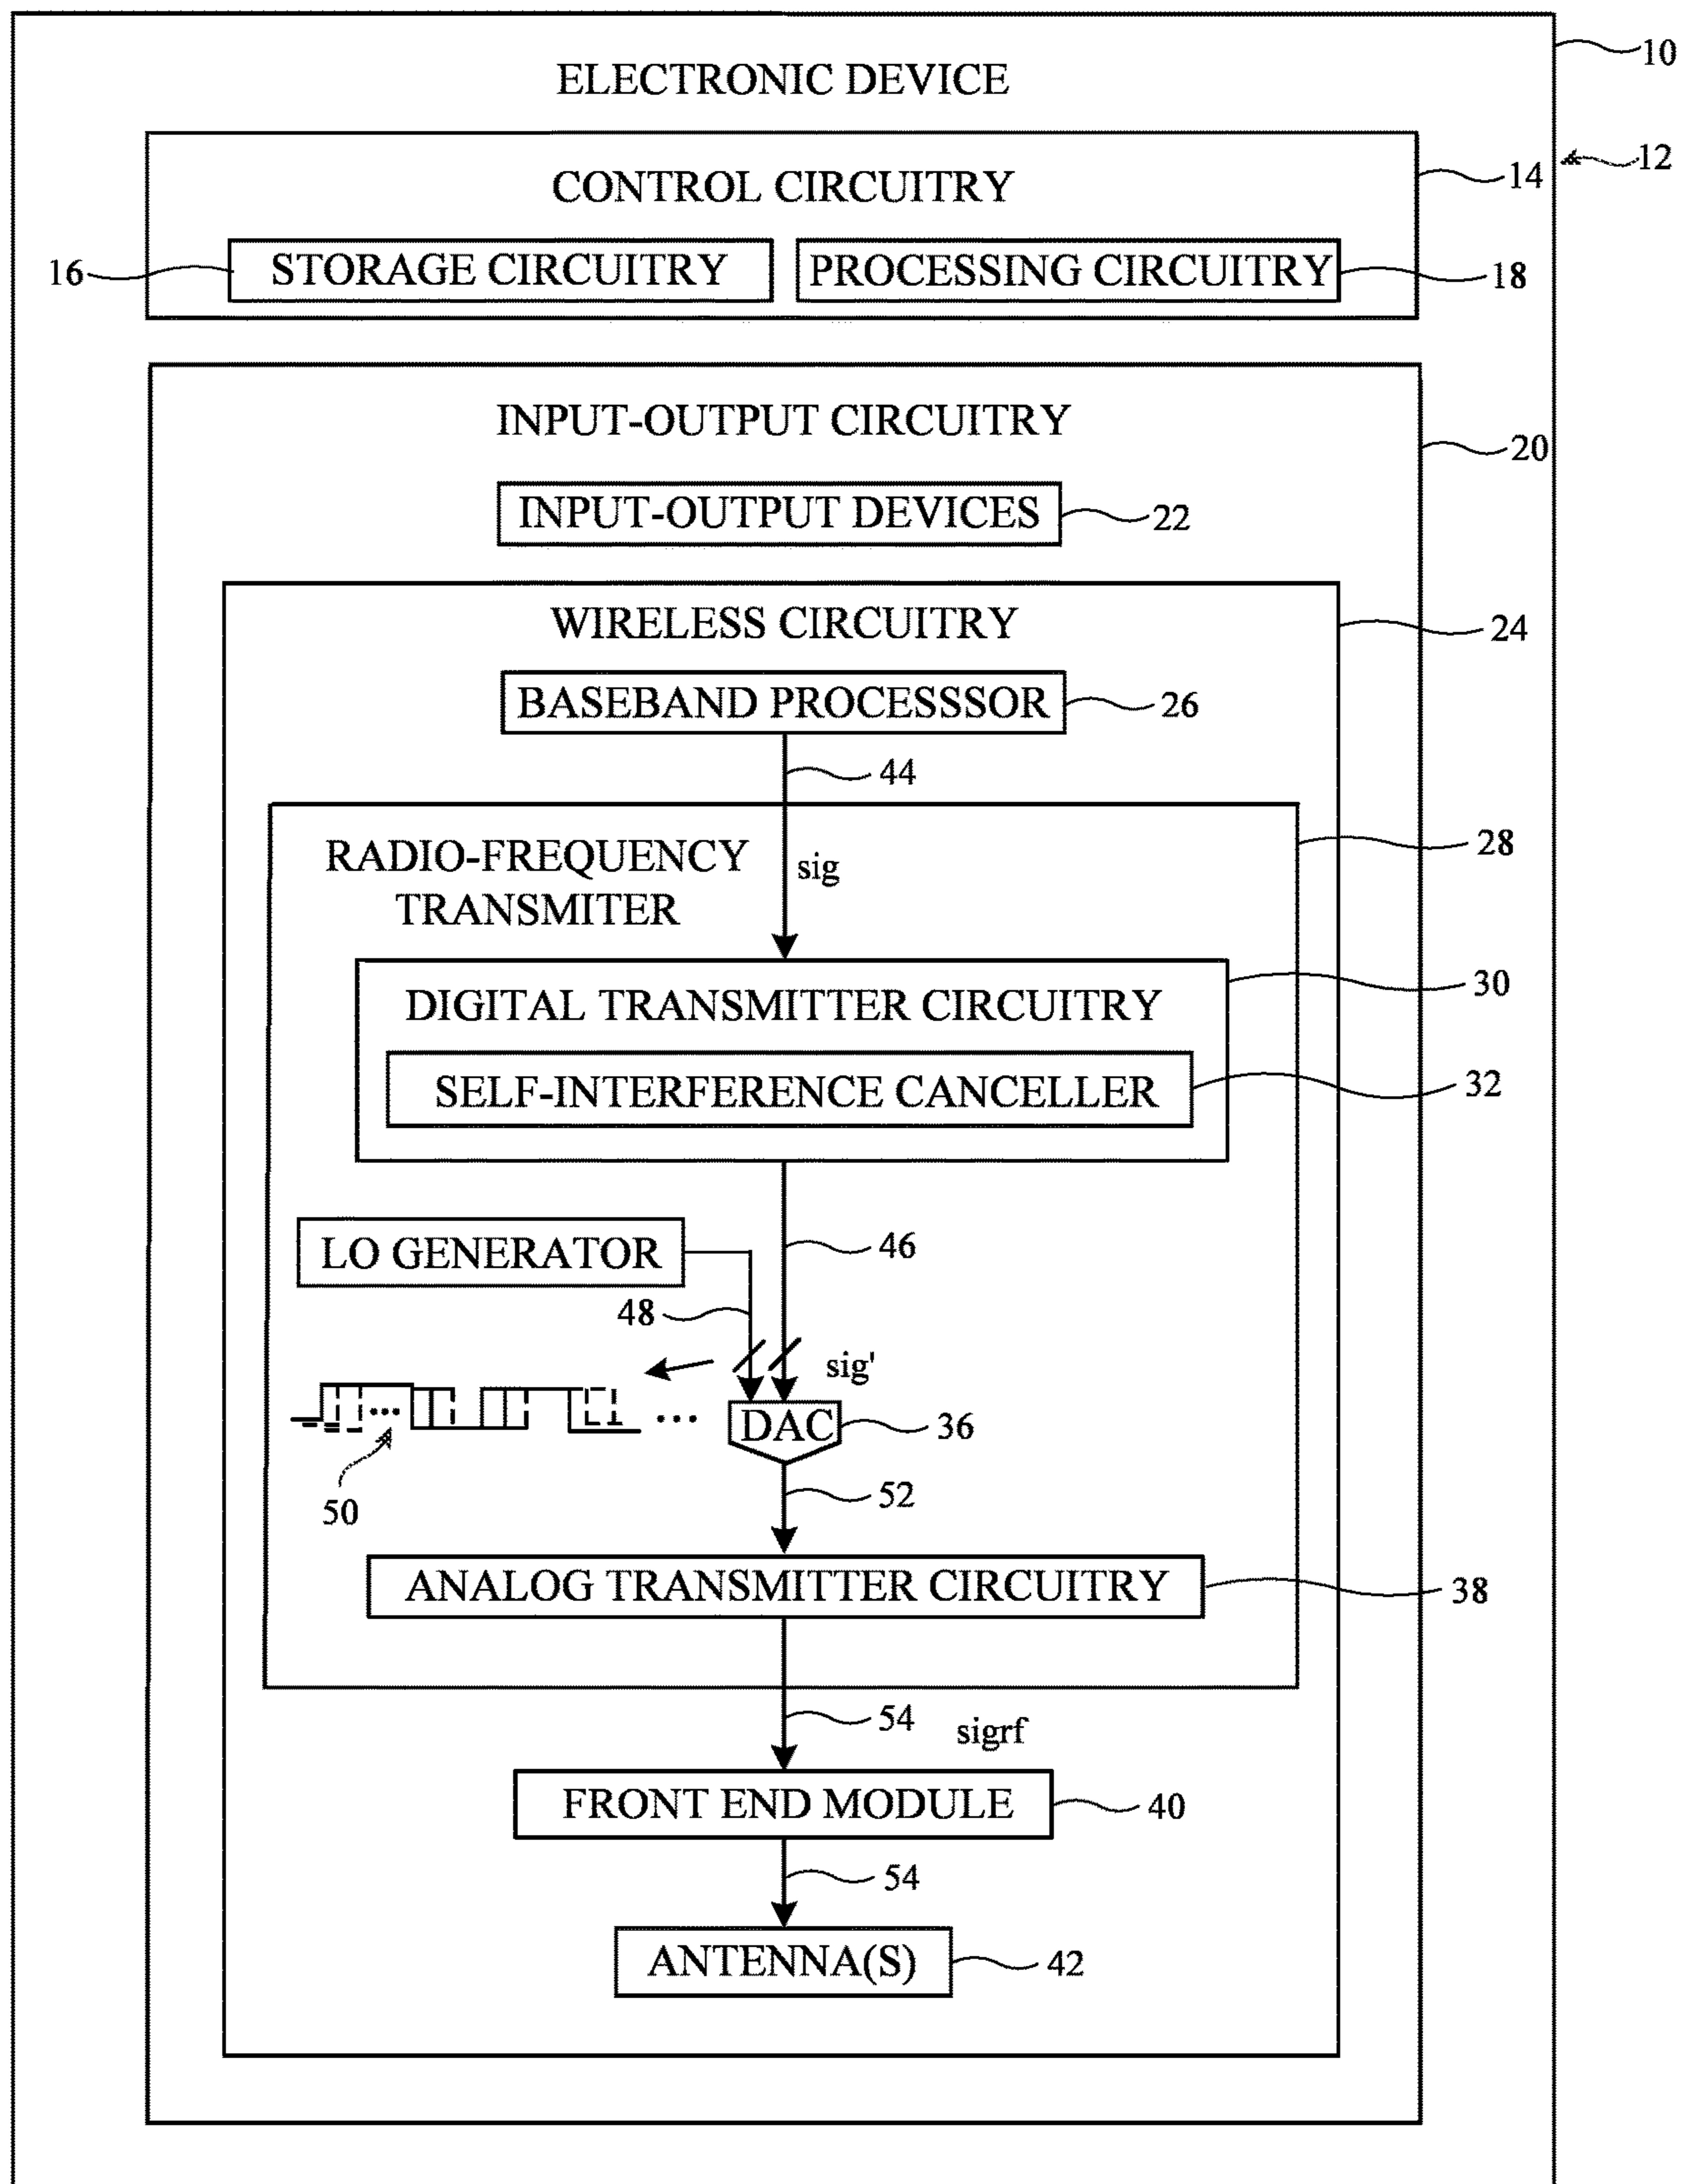 ELECTRONIC DEVICE
10
12
CONTROL CIRCUITRY
14
16
STORAGE CIRCUITRY
PROCESSING CIRCUITRY
18
INPUT-OUTPUT CIRCUITRY
20
INPUT-OUTPUT DEVICES
22
WIRELESS CIRCUITRY
24
BASEBAND PROCESSSOR
26
44
RADIO-FREQUENCY
TRANSMITER
sig
28
DIGITAL TRANSMITTER CIRCUITRY
30
SELF-INTERFERENCE CANCELLER
32
LO GENERATOR
46
48
sig'
...
...
DAC
36
50
52
ANALOG TRANSMITTER CIRCUITRY
38
54
sigrf
FRONT END MODULE
40
54
ANTENNA(S)
42